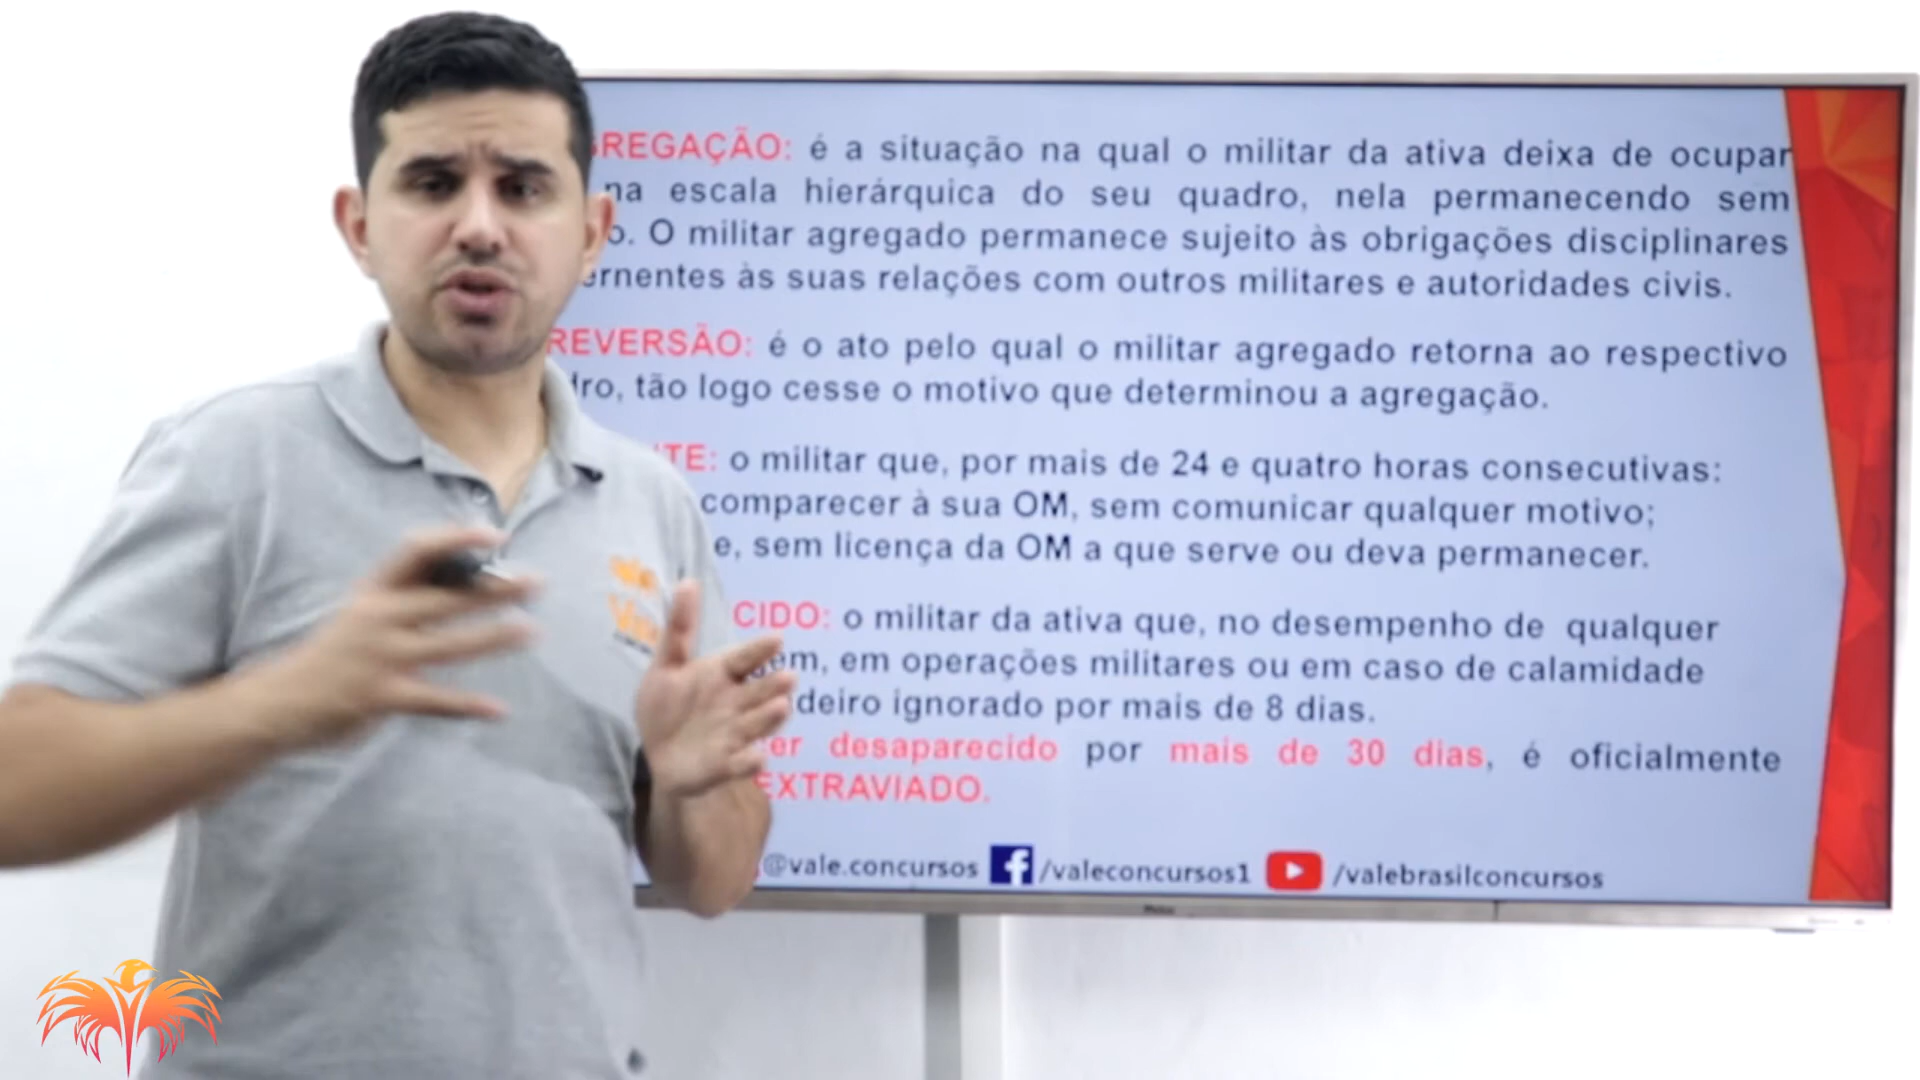 GREGAÇÃO: é a situação na qual o militar da ativa deixa de ocupar
na escala hierárquica do seu quadro, nela permanecendo sem
o. O militar agregado permanece sujeito às obrigações disciplinares
ernentes às suas relações com outros militares e autoridades civis.
REVERSÃO: é o ato pelo qual o militar agregado retorna ao respectivo
dro, tão logo cesse o motivo que determinou a agregação.
TE: o militar que, por mais de 24 e quatro horas consecutivas:
comparecer à sua OM, sem comunicar qualquer motivo;
e, sem licença da OM a que serve ou deva permanecer.
CIDO: o militar da ativa que, no desempenho de qualquer
gem, em operações militares ou em caso de calamidade
deiro ignorado por mais de 8 dias.
er desaparecido por mais de 30 dias, é oficialmente
EXTRAVIADO.
@vale.concursos /valeconcursos1 /valebrasilconcursos